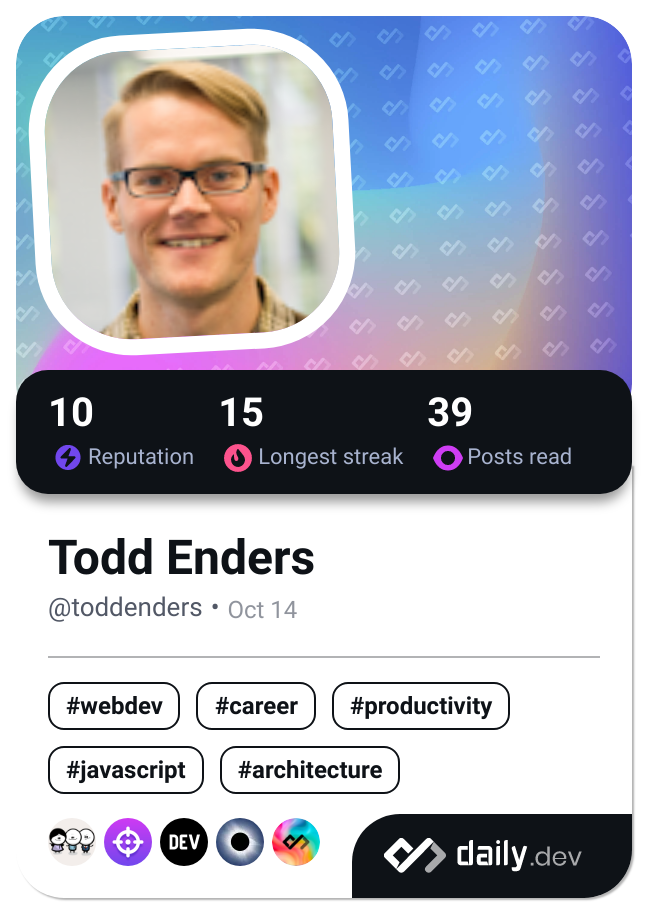 10 15 39
Reputation Longest streak Posts read
Todd Enders
@toddenders • Oct 14
#webdev #career #productivity
#javascript #architecture
DEV
daily.dev